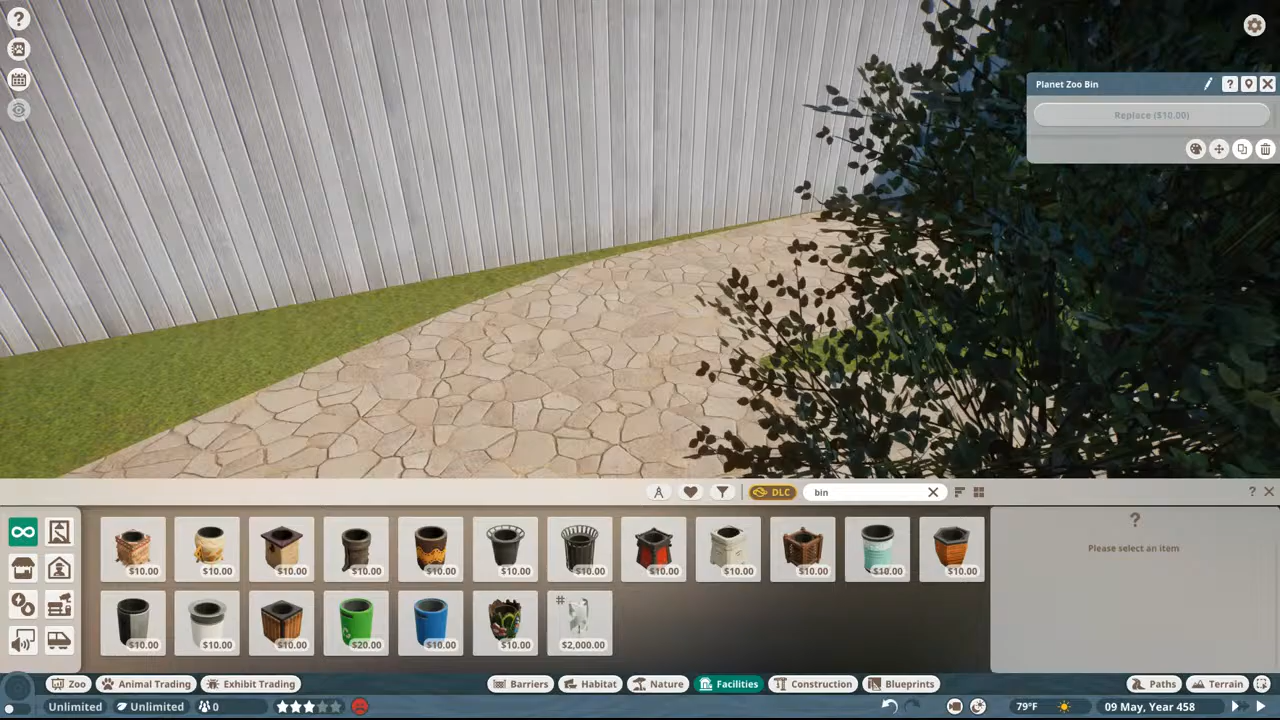 Planet Zoo Bin
Replace ($10.00)
DLC
bin
$10.00 $10.00 $10.00 $10.00 $10.00 $10.00 $10.00 $10.00 $10.00 $10.00 $10.00 $10.00
$10.00 $10.00 $10.00 $20.00 $10.00 $10.00 $2,000.00
Please select an item
Zoo Animal Trading Exhibit Trading Barriers Habitat Nature Facilities Construction Blueprints Paths Terrain
Unlimited Unlimited 0 79°F 09 May, Year 458